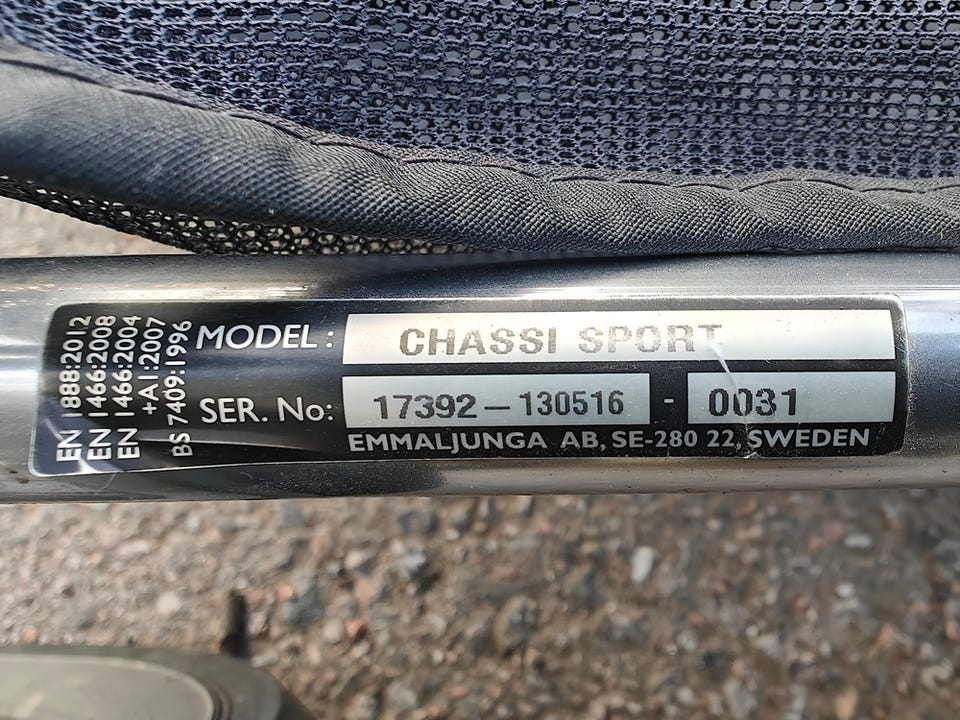 EN 1888:2012
EN 1466:2008
EN 1466:2004
+A1:2007
BS 7409:1996
MODEL: CHASSI SPORT
SER. No: 17392-130516 - 0031
EMMALJUNGA AB, SE-280 22, SWEDEN